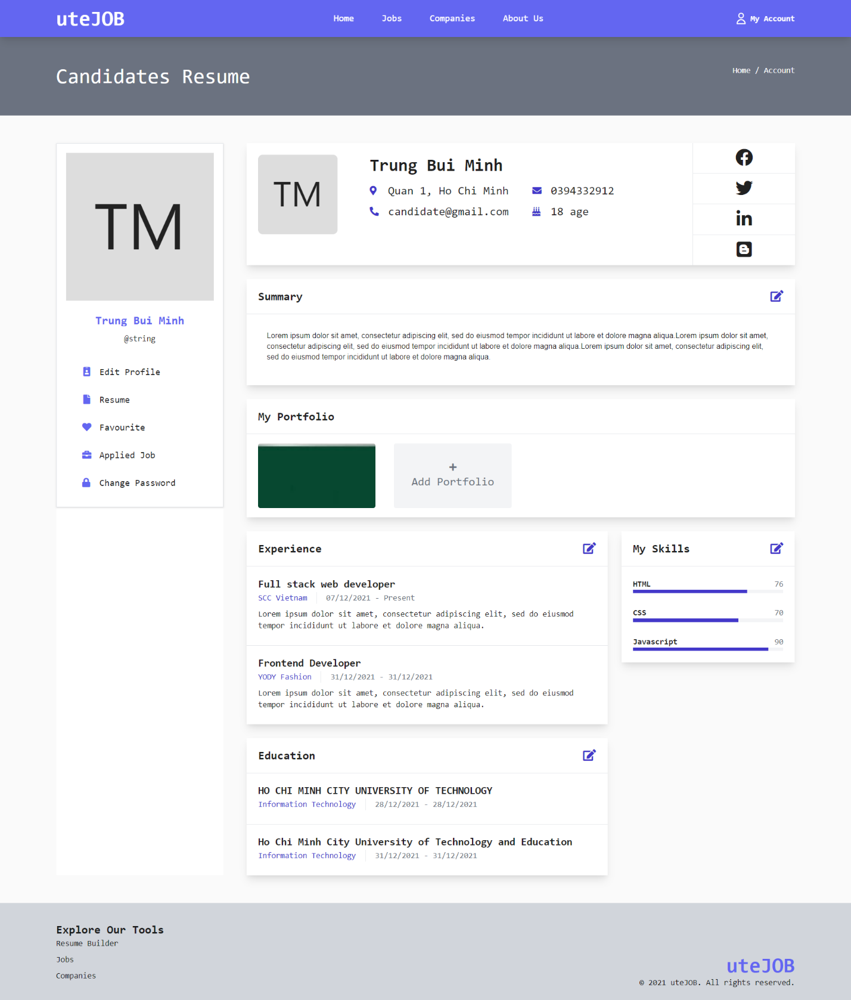 uteJOB
Home Jobs Companies About Us
My Account
Candidates Resume
Home / Account
TM
Trung Bui Minh
@string
Edit Profile
Resume
Favourite
Applied Job
Change Password
TM
Trung Bui Minh
Quan 1, Ho Chi Minh
0394332912
candidate@gmail.com
18 age
Summary
Lorem ipsum dolor sit amet, consectetur adipiscing elit, sed do eiusmod tempor incididunt ut labore et dolore magna aliqua.Lorem ipsum dolor sit amet,
consectetur adipiscing elit, sed do eiusmod tempor incididunt ut labore et dolore magna aliqua.Lorem ipsum dolor sit amet, consectetur adipiscing elit,
sed do eiusmod tempor incididunt ut labore et dolore magna aliqua.
My Portfolio
+
Add Portfolio
Experience
Full stack web developer
SCC Vietnam 07/12/2021 - Present
Lorem ipsum dolor sit amet, consectetur adipiscing elit, sed do eiusmod
tempor incididunt ut labore et dolore magna aliqua.
Frontend Developer
YODY Fashion 31/12/2021 - 31/12/2021
Lorem ipsum dolor sit amet, consectetur adipiscing elit, sed do eiusmod
tempor incididunt ut labore et dolore magna aliqua.
My Skills
HTML 76
CSS 70
Javascript 90
Education
HO CHI MINH CITY UNIVERSITY OF TECHNOLOGY
Information Technology 28/12/2021 - 28/12/2021
Ho Chi Minh City University of Technology and Education
Information Technology 31/12/2021 - 31/12/2021
Explore Our Tools
Resume Builder
Jobs
Companies
uteJOB
© 2021 uteJOB. All rights reserved.